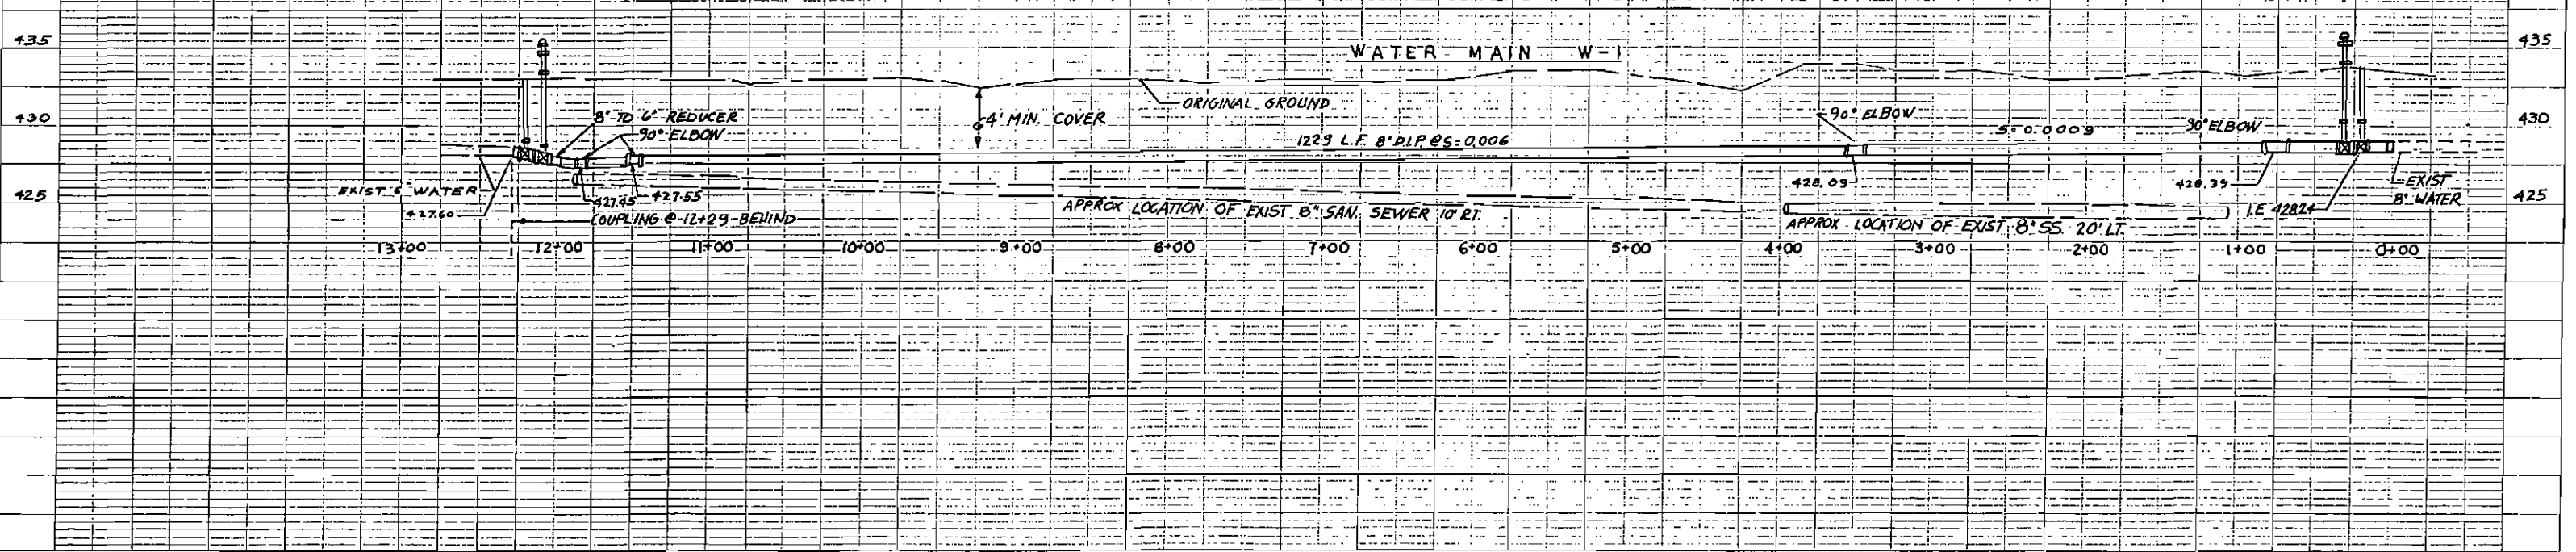 WATER MAIN W-1
435
435
ORIGINAL GROUND
8" TO 6" REDUCER
90° ELBOW
4' MIN. COVER
90° ELBOW
430
430
1229 L.F. 8" D.I.P. @ S=0.006
S=0.0009
90° ELBOW
EXIST 6" WATER
427.60
427.45
427.55
428.09
428.39
I.E. 428.24
EXIST
8" WATER
425
425
COUPLING @ 12+29 BEHIND
APPROX LOCATION OF EXIST 8" SAN. SEWER 10' RT.
APPROX LOCATION OF EXIST 8" SS. 20' LT.
13+00 12+00 11+00 10+00 9+00 8+00 7+00 6+00 5+00 4+00 3+00 2+00 1+00 0+00